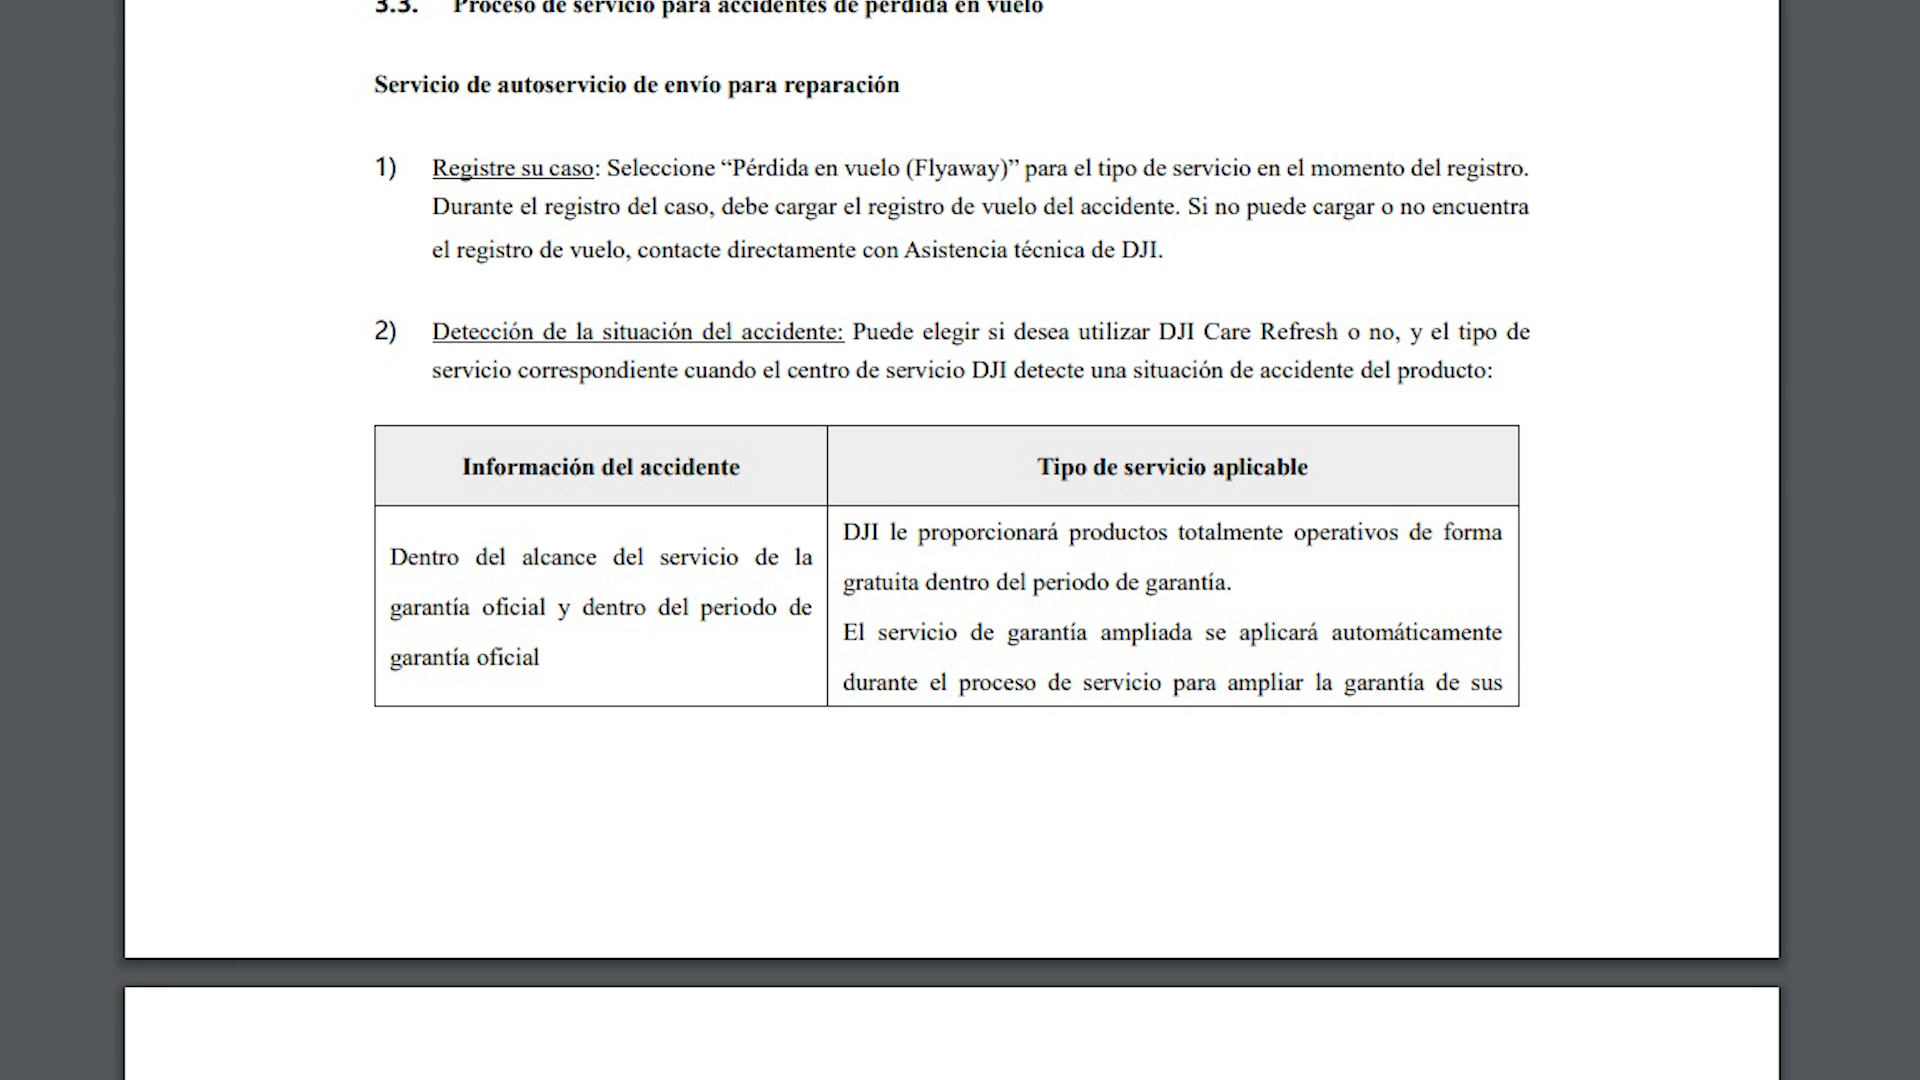 3.3. Proceso de servicio para accidentes de pérdida en vuelo
Servicio de autoservicio de envío para reparación
1) Registre su caso: Seleccione “Pérdida en vuelo (Flyaway)” para el tipo de servicio en el momento del registro.
Durante el registro del caso, debe cargar el registro de vuelo del accidente. Si no puede cargar o no encuentra
el registro de vuelo, contacte directamente con Asistencia técnica de DJI.
2) Detección de la situación del accidente: Puede elegir si desea utilizar DJI Care Refresh o no, y el tipo de
servicio correspondiente cuando el centro de servicio DJI detecte una situación de accidente del producto:
Información del accidente
Tipo de servicio aplicable
Dentro del alcance del servicio de la
garantía oficial y dentro del periodo de
garantía oficial
DJI le proporcionará productos totalmente operativos de forma
gratuita dentro del periodo de garantía.
El servicio de garantía ampliada se aplicará automáticamente
durante el proceso de servicio para ampliar la garantía de sus